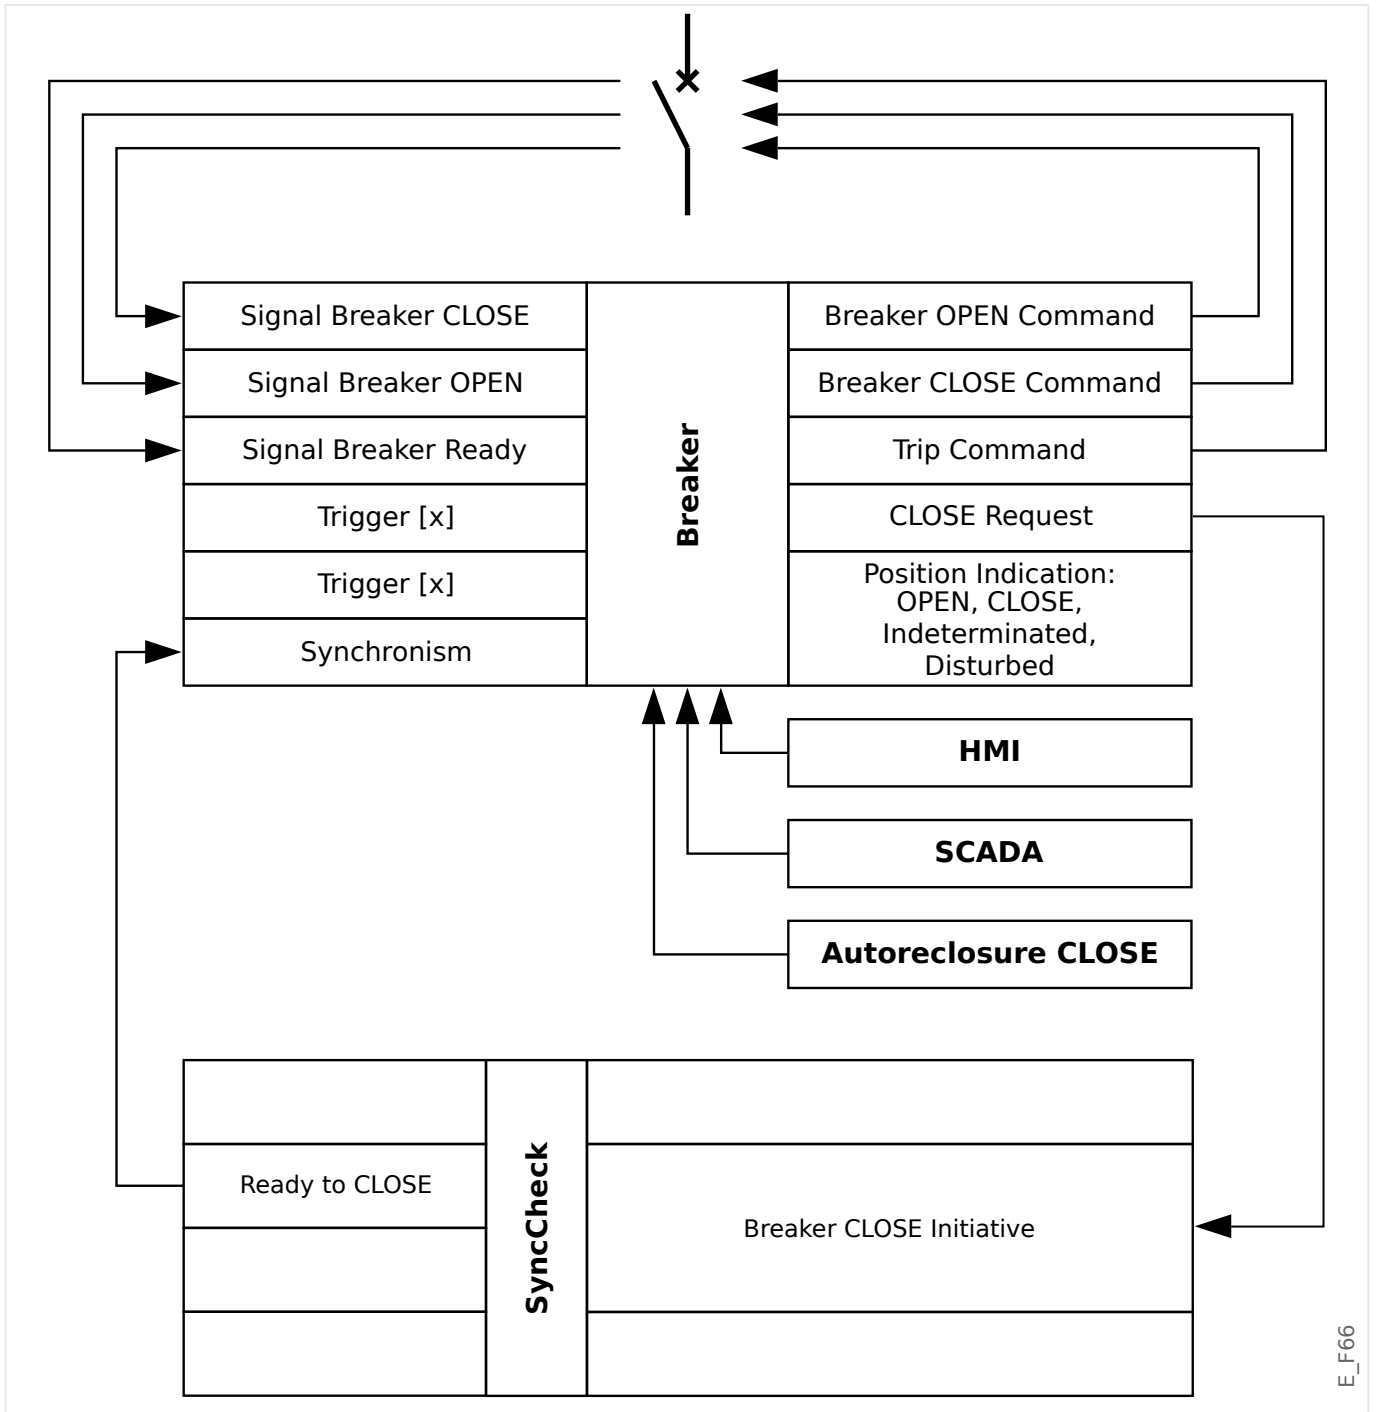 Signal Breaker CLOSE
Signal Breaker OPEN
Signal Breaker Ready
Trigger [x]
Trigger [x]
Synchronism
Breaker
Breaker OPEN Command
Breaker CLOSE Command
Trip Command
CLOSE Request
Position Indication:
OPEN, CLOSE,
Indeterminated,
Disturbed
HMI
SCADA
Autoreclosure CLOSE
Ready to CLOSE
SyncCheck
Breaker CLOSE Initiative
E_F66